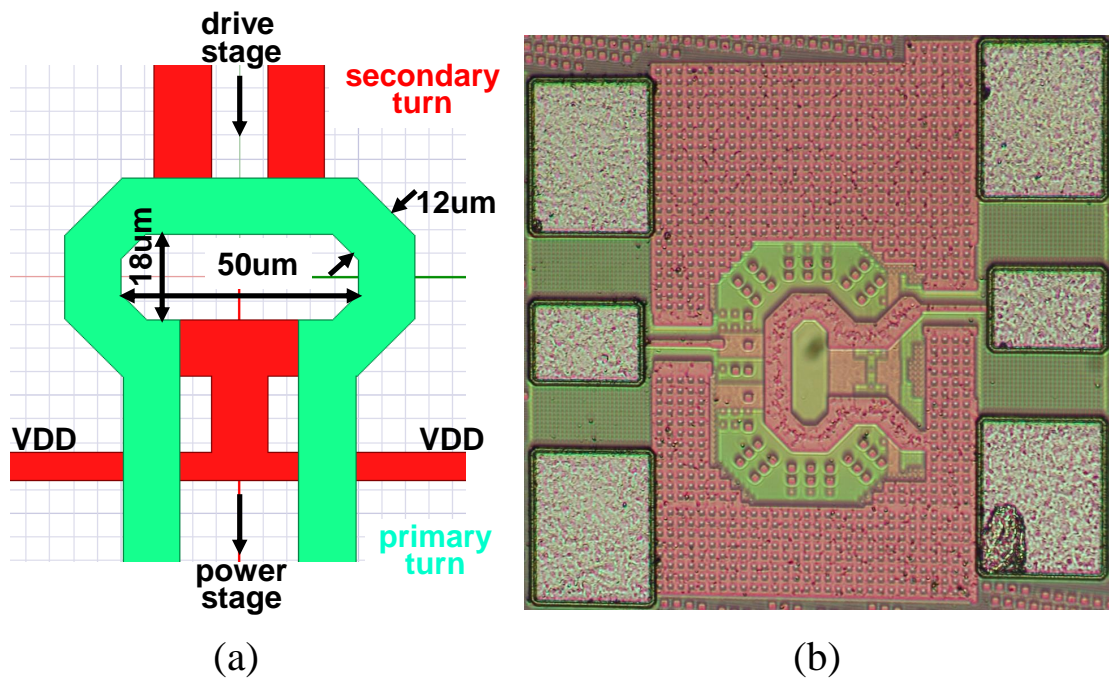 drive
stage
secondary
turn
12um
18um
50um
VDD
VDD
primary
turn
power
stage
(a)
(b)